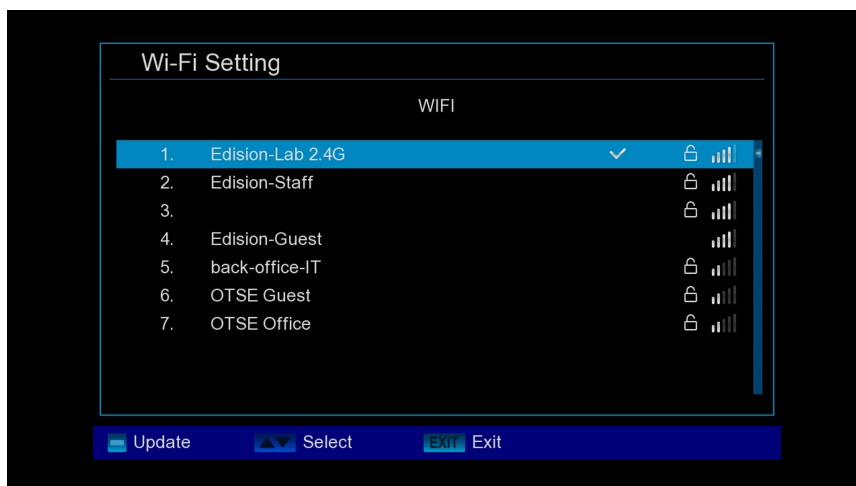 Wi-Fi Setting
WIFI
1. Edision-Lab 2.4G
2. Edision-Staff
3.
4. Edision-Guest
5. back-office-IT
6. OTSE Guest
7. OTSE Office
Update Select EXIT Exit